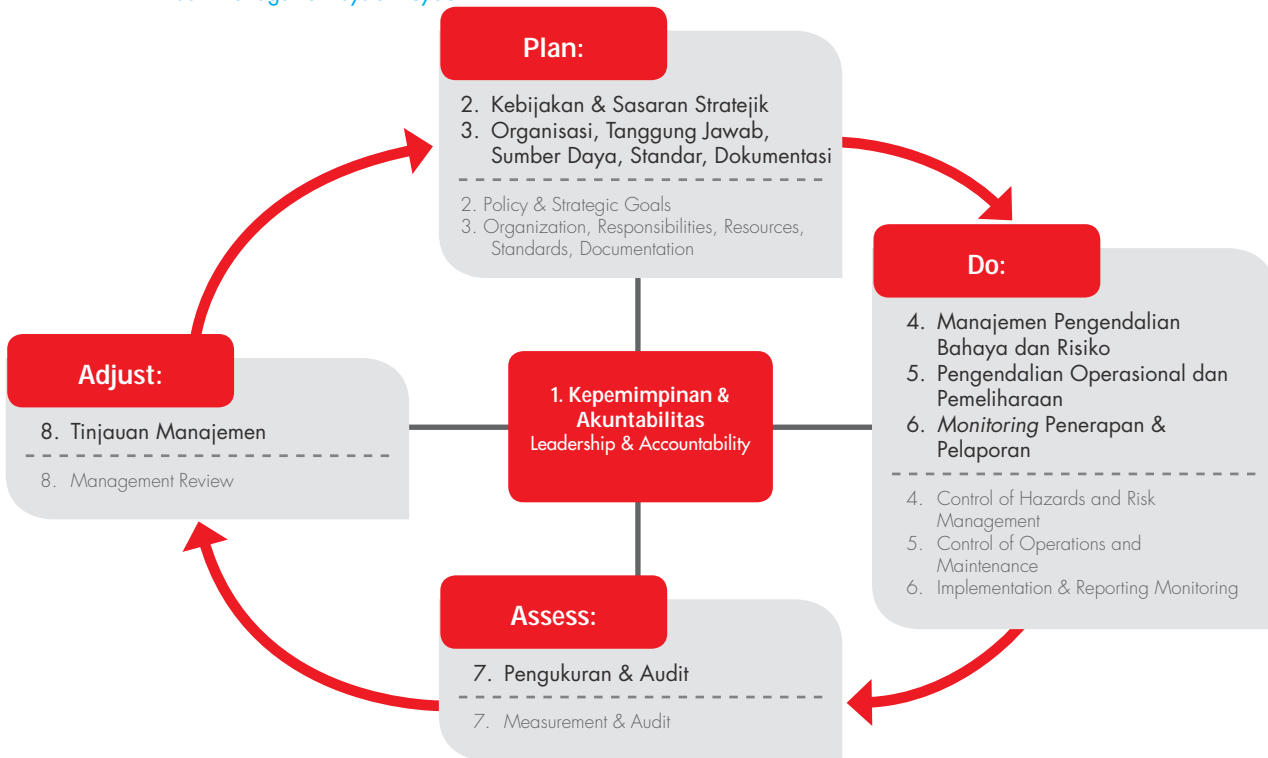 Plan:
2. Kebijakan & Sasaran Stratejik
3. Organisasi, Tanggung Jawab,
Sumber Daya, Standar, Dokumentasi
2. Policy & Strategic Goals
3. Organization, Responsibilities, Resources,
Standards, Documentation
Do:
4. Manajemen Pengendalian
Bahaya dan Risiko
5. Pengendalian Operasional dan
Pemeliharaan
6. Monitoring Penerapan &
Pelaporan
4. Control of Hazards and Risk
Management
5. Control of Operations and
Maintenance
6. Implementation & Reporting Monitoring
1. Kepemimpinan &
Akuntabilitas
Leadership & Accountability
Adjust:
8. Tinjauan Manajemen
8. Management Review
Assess:
7. Pengukuran & Audit
7. Measurement & Audit